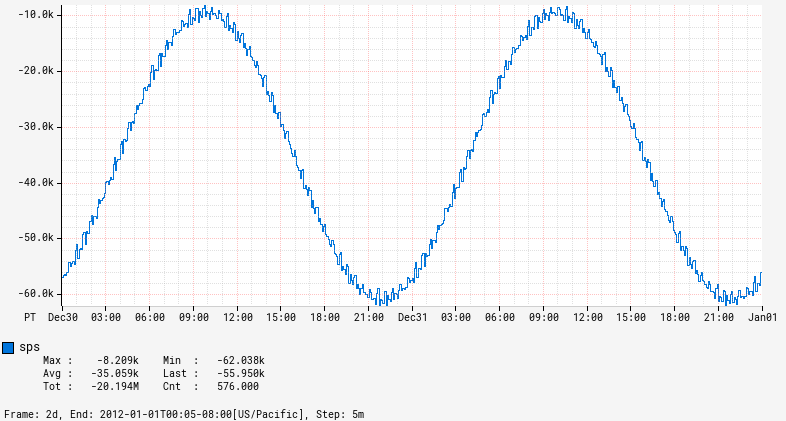 -10.0k
-20.0k
-30.0k
-40.0k
-50.0k
-60.0k
PT Dec30 03:00 06:00 09:00 12:00 15:00 18:00 21:00 Dec31 03:00 06:00 09:00 12:00 15:00 18:00 21:00 Jan01
sps
Max : -8.209k Min : -62.038k
Avg : -35.059k Last : -55.950k
Tot : -20.194M Cnt : 576.000
Frame: 2d, End: 2012-01-01T00:05-08:00[US/Pacific], Step: 5m